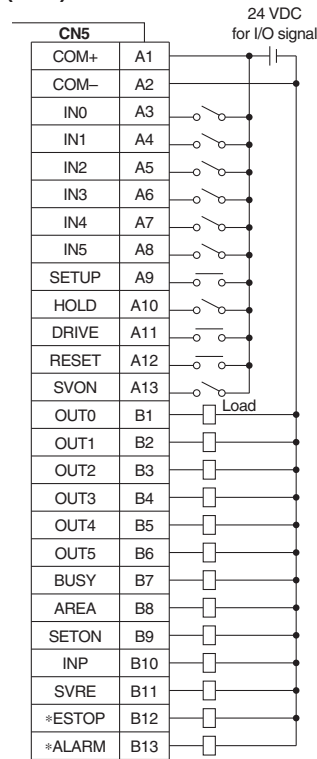 24 VDC
for I/O signal
CN5
COM+ A1
COM– A2
IN0 A3
IN1 A4
IN2 A5
IN3 A6
IN4 A7
IN5 A8
SETUP A9
HOLD A10
DRIVE A11
RESET A12
SVON A13
Load
OUT0 B1
OUT1 B2
OUT2 B3
OUT3 B4
OUT4 B5
OUT5 B6
BUSY B7
AREA B8
SETON B9
INP B10
SVRE B11
∗ESTOP B12
∗ALARM B13